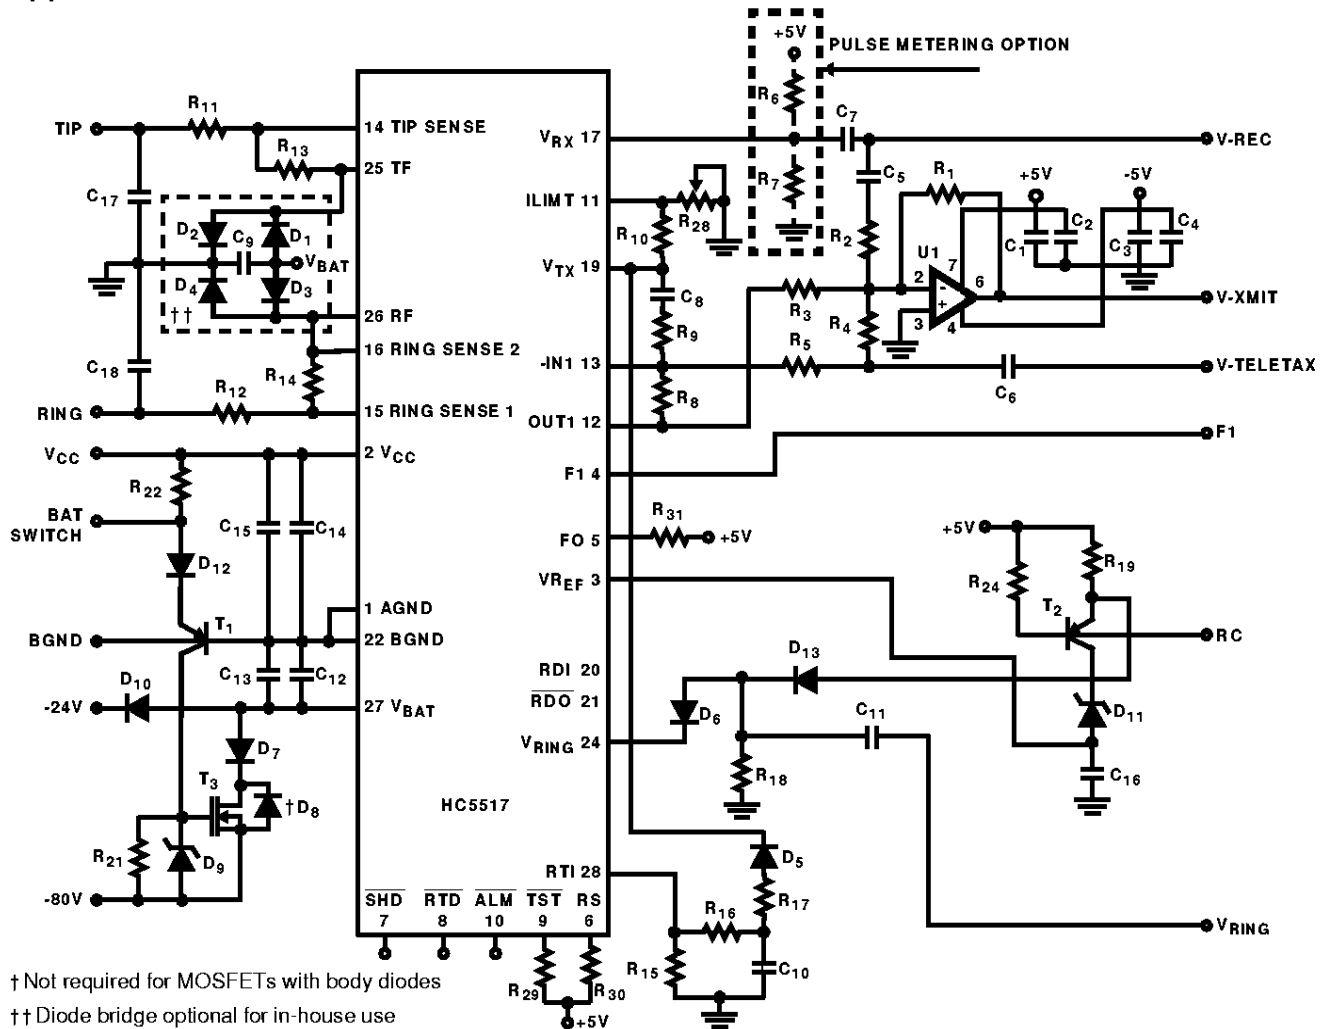 +5V
PULSE METERING OPTION
R11
R6
C7
TIP
14 TIP SENSE
VRX 17
V-REC
R13
25 TF
C5
R1
+5V
-5V
C17
ILIMT 11
R7
R28
R10
R2
C1
C2
C3
C4
D2
C9
D1
VBAT
VTX 19
U1
7
2
-
6
+
3
4
D4
D3
††
C8
R3
V-XMIT
26 RF
R9
R4
R5
16 RING SENSE 2
C18
R14
-IN1 13
V-TELETAX
C6
R12
R8
RING
15 RING SENSE 1
OUT1 12
F1
VCC
2 VCC
F1 4
R22
BAT
SWITCH
C15
C14
R31
FO 5
+5V
+5V
D12
VREF 3
R24
R19
1 AGND
T1
T2
BGND
22 BGND
RC
D13
C13
C12
RDI 20
D10
RDO 21
-24V
27 VBAT
D6
C11
D11
D7
VRING 24
T3
R18
C16
†D8
HC5517
R21
D9
D5
RTI 28
-80V
R17
SHD
RTD
ALM
TST
RS
7
8
10
9
6
R16
VRING
R15
C10
R29
R30
+5V
† Not required for MOSFETs with body diodes
†† Diode bridge optional for in-house use